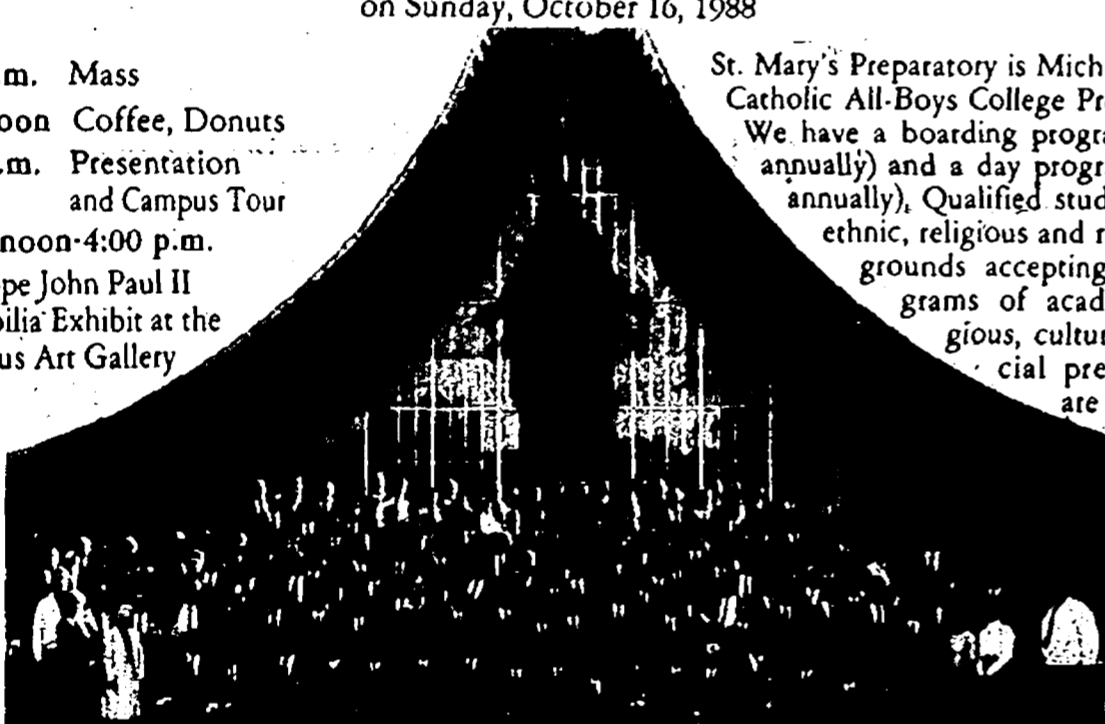 on Sunday, October 16, 1988
m. Mass
oon Coffee, Donuts
.m. Presentation
and Campus Tour
noon-4:00 p.m.
pe John Paul II
bilia Exhibit at the
us Art Gallery
St. Mary's Preparatory is Mich
Catholic All-Boys College Pr
We have a boarding progra
annually) and a day progr
annually). Qualified stud
ethnic, religious and r
grounds accepting
grams of acad
gious, cultur
cial pre
are